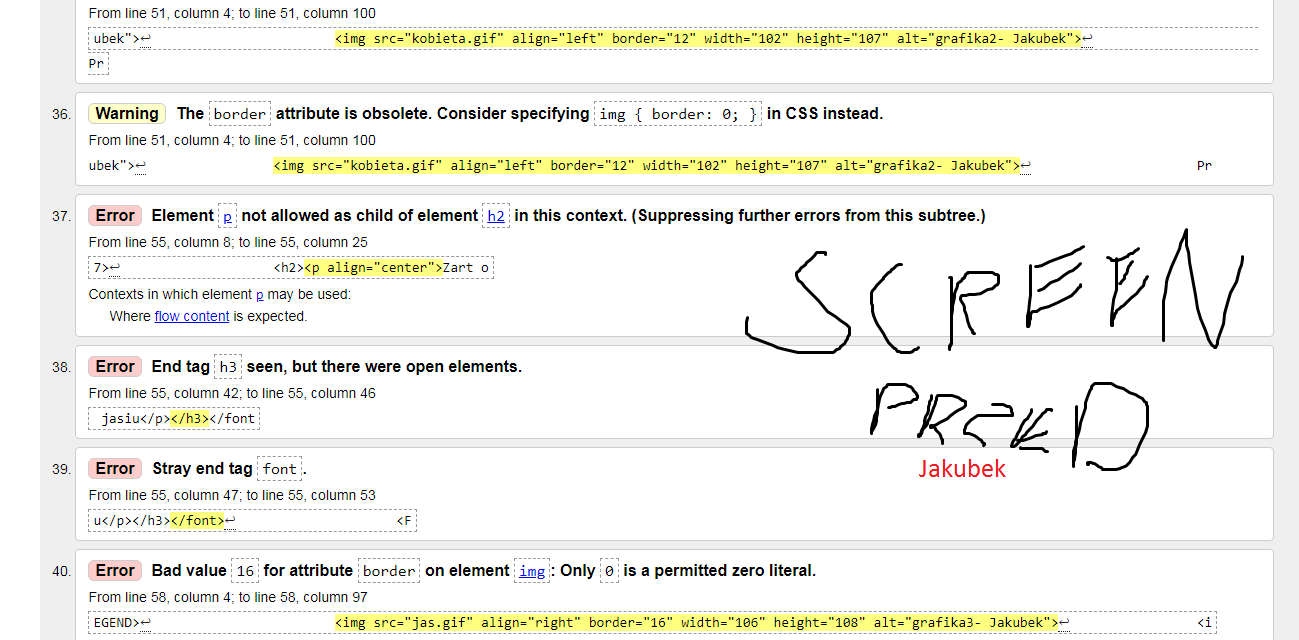 From line 51, column 4; to line 51, column 100
ubek">↩ <img src="kobieta.gif" align="left" border="12" width="102" height="107" alt="grafika2- Jakubek">↩
Pr
36. Warning The border attribute is obsolete. Consider specifying img { border: 0; } in CSS instead.
From line 51, column 4; to line 51, column 100
ubek">↩ <img src="kobieta.gif" align="left" border="12" width="102" height="107" alt="grafika2- Jakubek">↩ Pr
37. Error Element p not allowed as child of element h2 in this context. (Suppressing further errors from this subtree.)
From line 55, column 8; to line 55, column 25
7>↩ <h2><p align="center">Zart o
Contexts in which element p may be used:
Where flow content is expected.
SCREEN
38. Error End tag h3 seen, but there were open elements.
From line 55, column 42; to line 55, column 46
jasiu</p></h3></font
PRZED
Jakubek
39. Error Stray end tag font.
From line 55, column 47; to line 55, column 53
u</p></h3></font>↩ <F
40. Error Bad value 16 for attribute border on element img: Only 0 is a permitted zero literal.
From line 58, column 4; to line 58, column 97
EGEND>↩ <img src="jas.gif" align="right" border="16" width="106" height="108" alt="grafika3- Jakubek">↩ <i